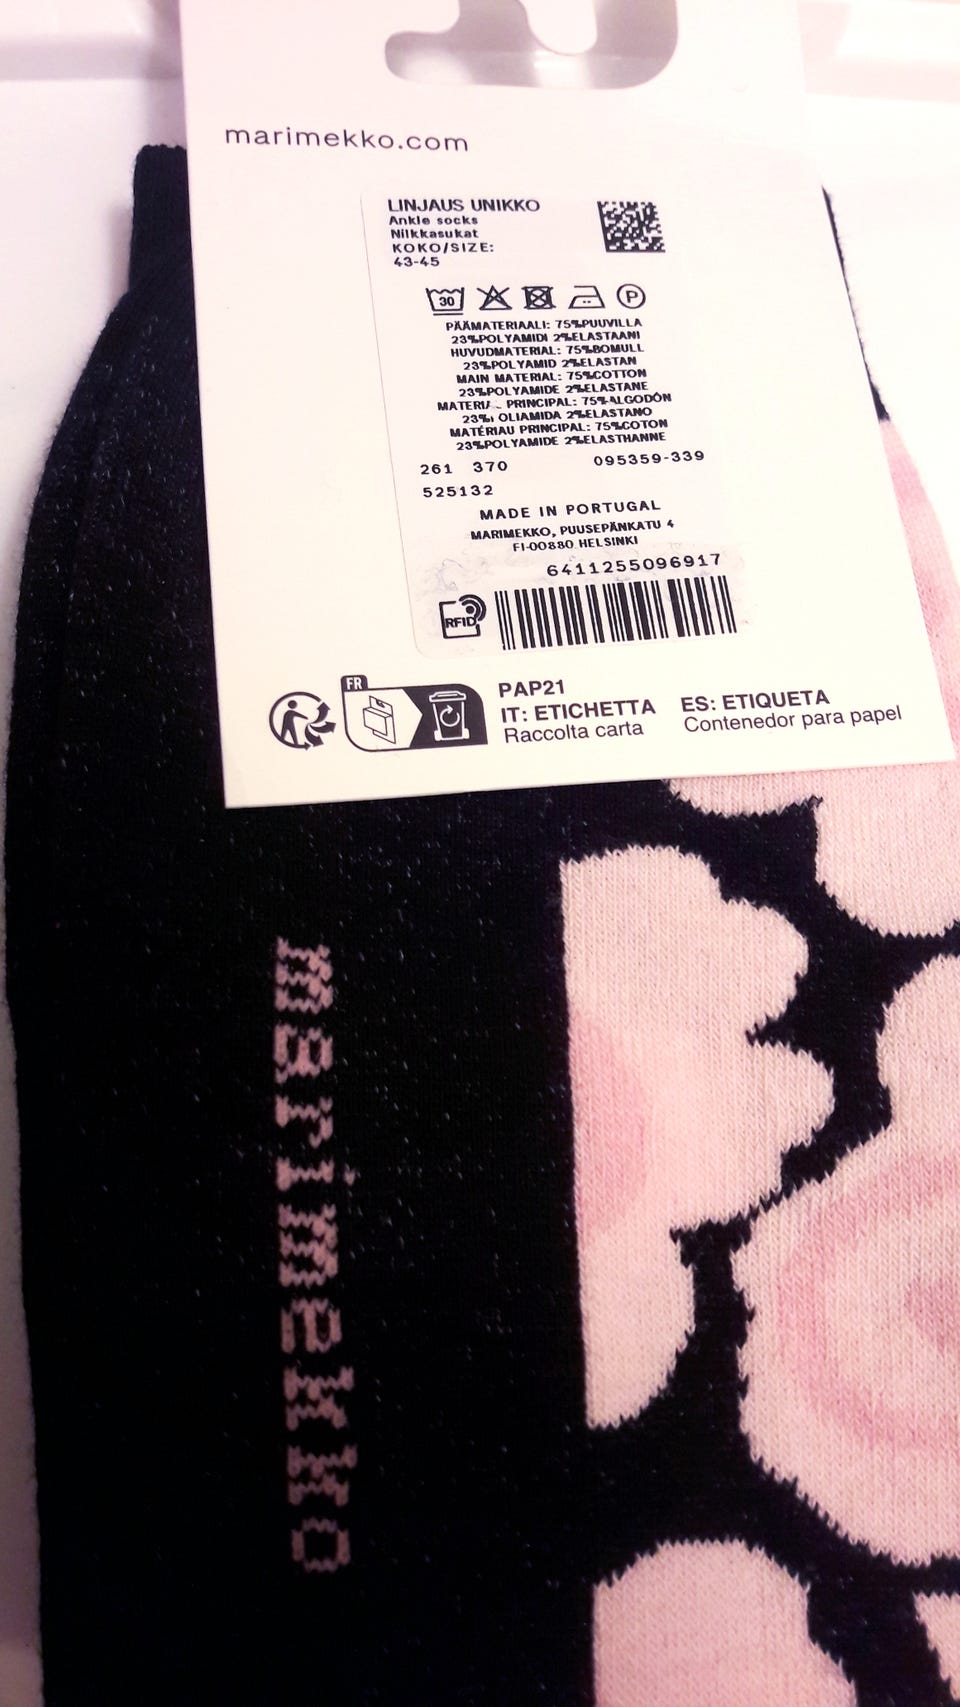 marimekko.com
LINJAUS UNIKKO
Ankle socks
Nilkkasukat
KOKO/SIZE:
43-45
30
P
PÄÄMATERIAALI: 75%PUUVILLA
23%POLYAMIDI 2%ELASTAANI
HUVUDMATERIAL: 75%BOMULL
23%POLYAMID 2%ELASTAN
MAIN MATERIAL: 75%COTTON
23%POLYAMIDE 2%ELASTANE
PRINCIPAL: 75%ALGODÓN
2%ELASTANO
MATÉRIAU PRINCIPAL: 75%COTON
23%POLYAMIDE 2%ELASTHANNE
261 370 095359-339
525132
MADE IN PORTUGAL
MARIMEKKO, PUUSEPÄNKATU 4
FI-00880 HELSINKI
6411255096917
RFID
FR
PAP21
IT: ETICHETTA
Raccolta carta
ES: ETIQUETA
Contenedor para papel
marimekko